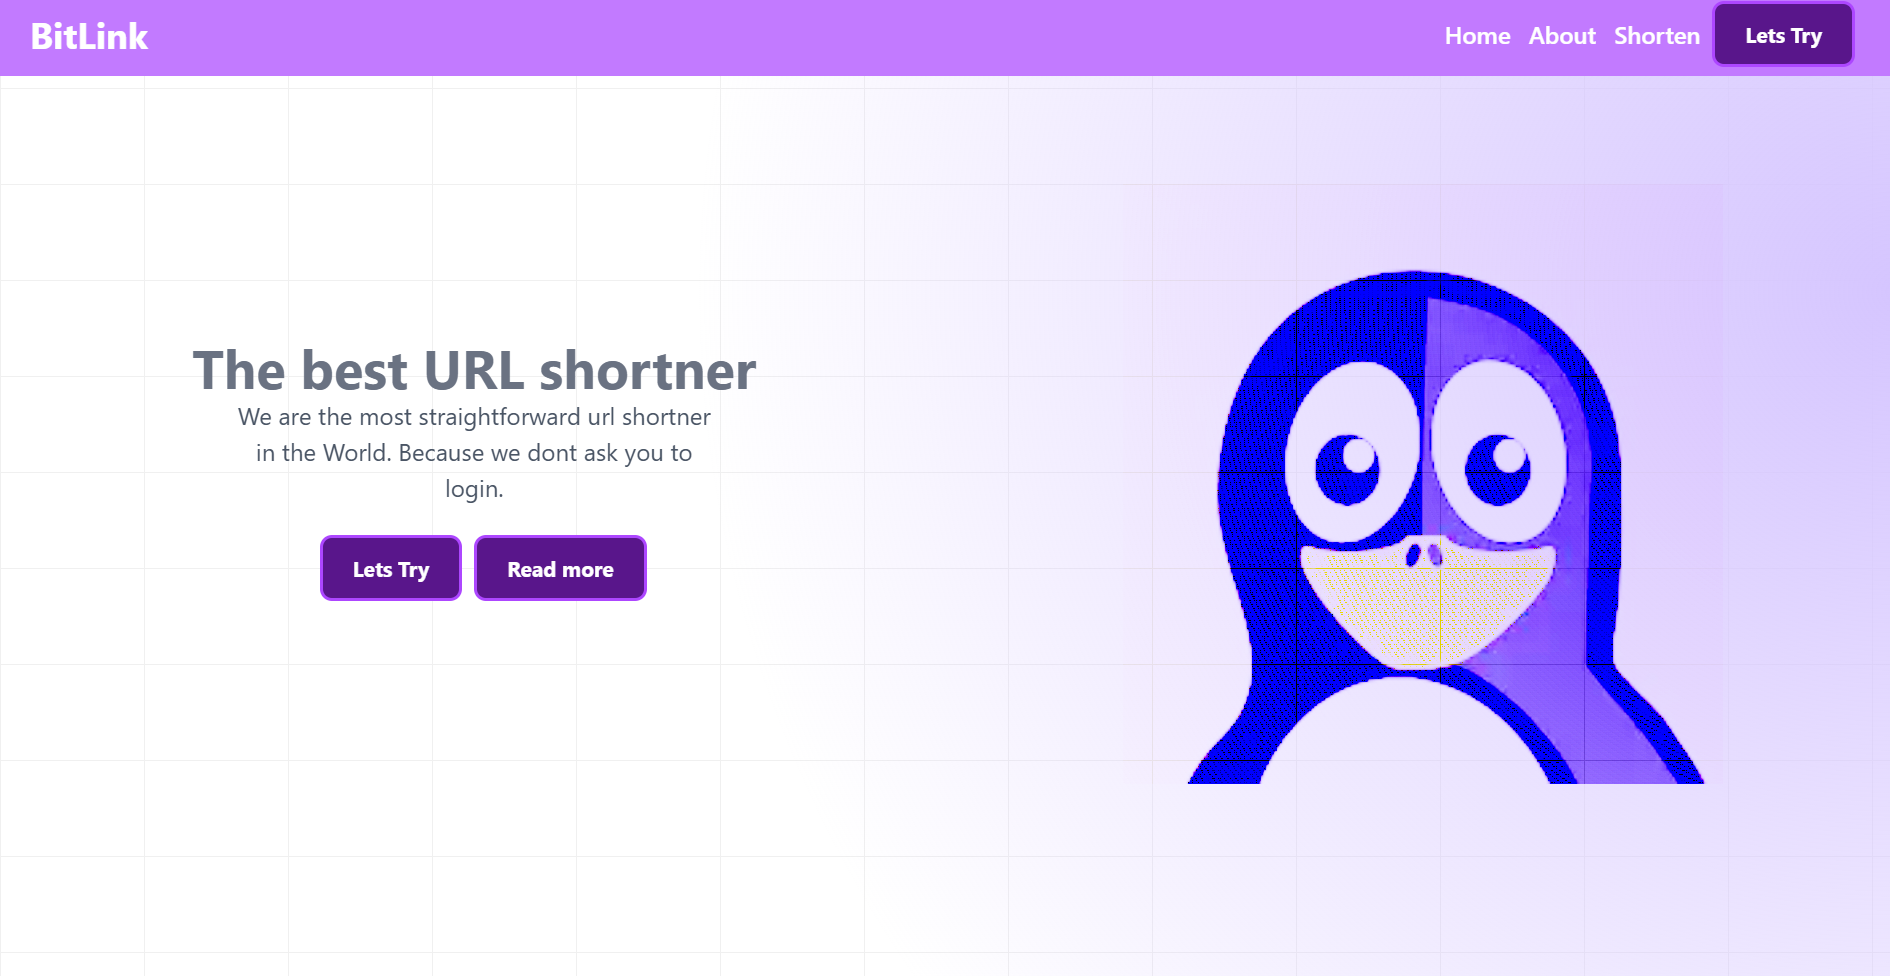 BitLink
Home About Shorten Lets Try
The best URL shortner
We are the most straightforward url shortner
in the World. Because we dont ask you to
login.
Lets Try Read more